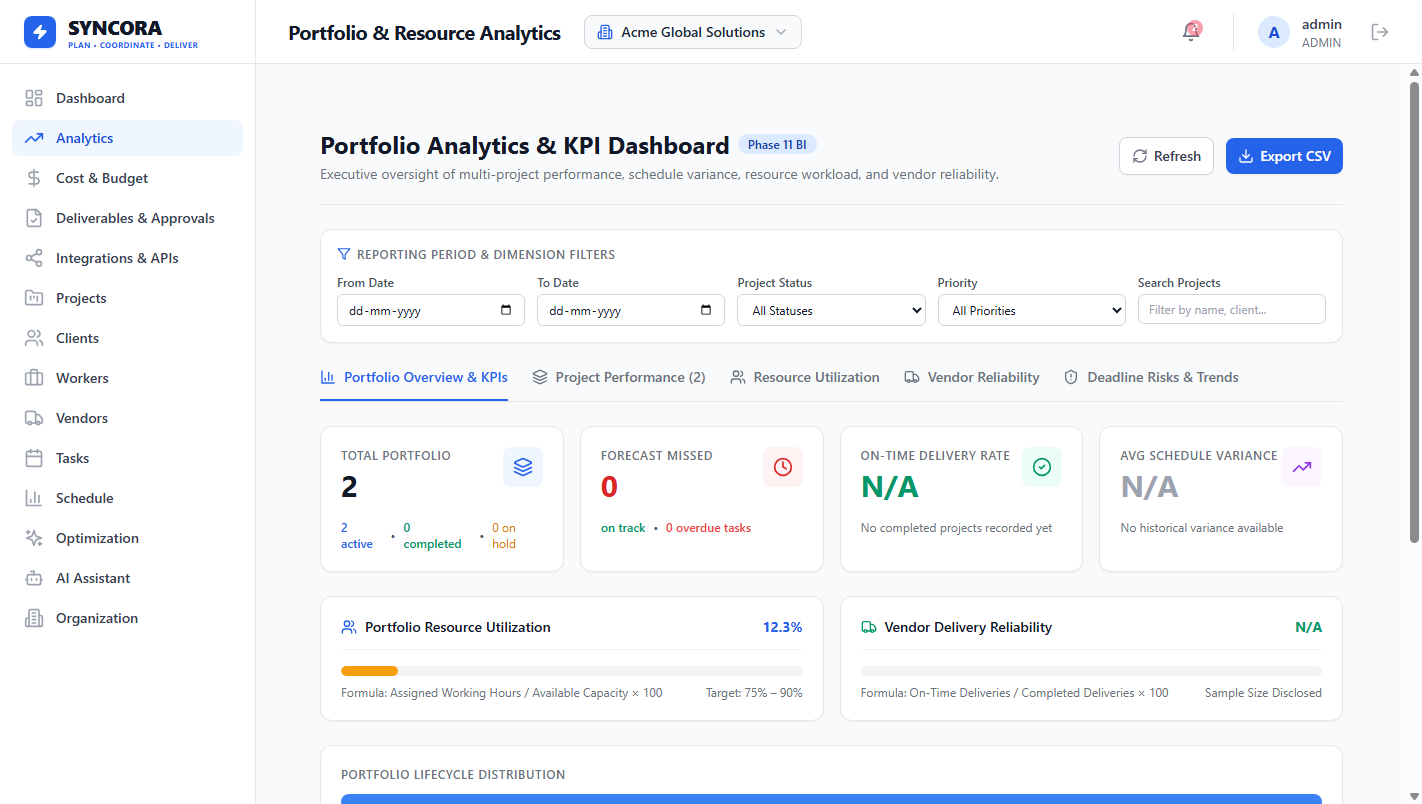 SYNCORA
PLAN • COORDINATE • DELIVER
Portfolio & Resource Analytics
Acme Global Solutions
A
admin
ADMIN
Dashboard
Analytics
Cost & Budget
Deliverables & Approvals
Integrations & APIs
Projects
Clients
Workers
Vendors
Tasks
Schedule
Optimization
AI Assistant
Organization
Portfolio Analytics & KPI Dashboard
Phase 11 BI
Executive oversight of multi-project performance, schedule variance, resource workload, and vendor reliability.
Refresh
Export CSV
REPORTING PERIOD & DIMENSION FILTERS
From Date
To Date
Project Status
Priority
Search Projects
dd-mm-yyyy
dd-mm-yyyy
All Statuses
All Priorities
Filter by name, client...
Portfolio Overview & KPIs
Project Performance (2)
Resource Utilization
Vendor Reliability
Deadline Risks & Trends
TOTAL PORTFOLIO
2
2 active • 0 completed • 0 on hold
FORECAST MISSED
0
on track • 0 overdue tasks
ON-TIME DELIVERY RATE
N/A
No completed projects recorded yet
AVG SCHEDULE VARIANCE
N/A
No historical variance available
Portfolio Resource Utilization
12.3%
Formula: Assigned Working Hours / Available Capacity × 100
Target: 75% – 90%
Vendor Delivery Reliability
N/A
Formula: On-Time Deliveries / Completed Deliveries × 100
Sample Size Disclosed
PORTFOLIO LIFECYCLE DISTRIBUTION